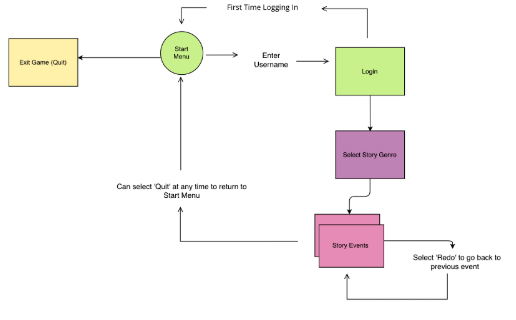 First Time Logging In
Start
Menu
Exit Game (Quit)
Enter
Username
Login
Select Story Genre
Can select 'Quit' at any time to return to
Start Menu
Story Events
Select 'Redo' to go back to
previous event